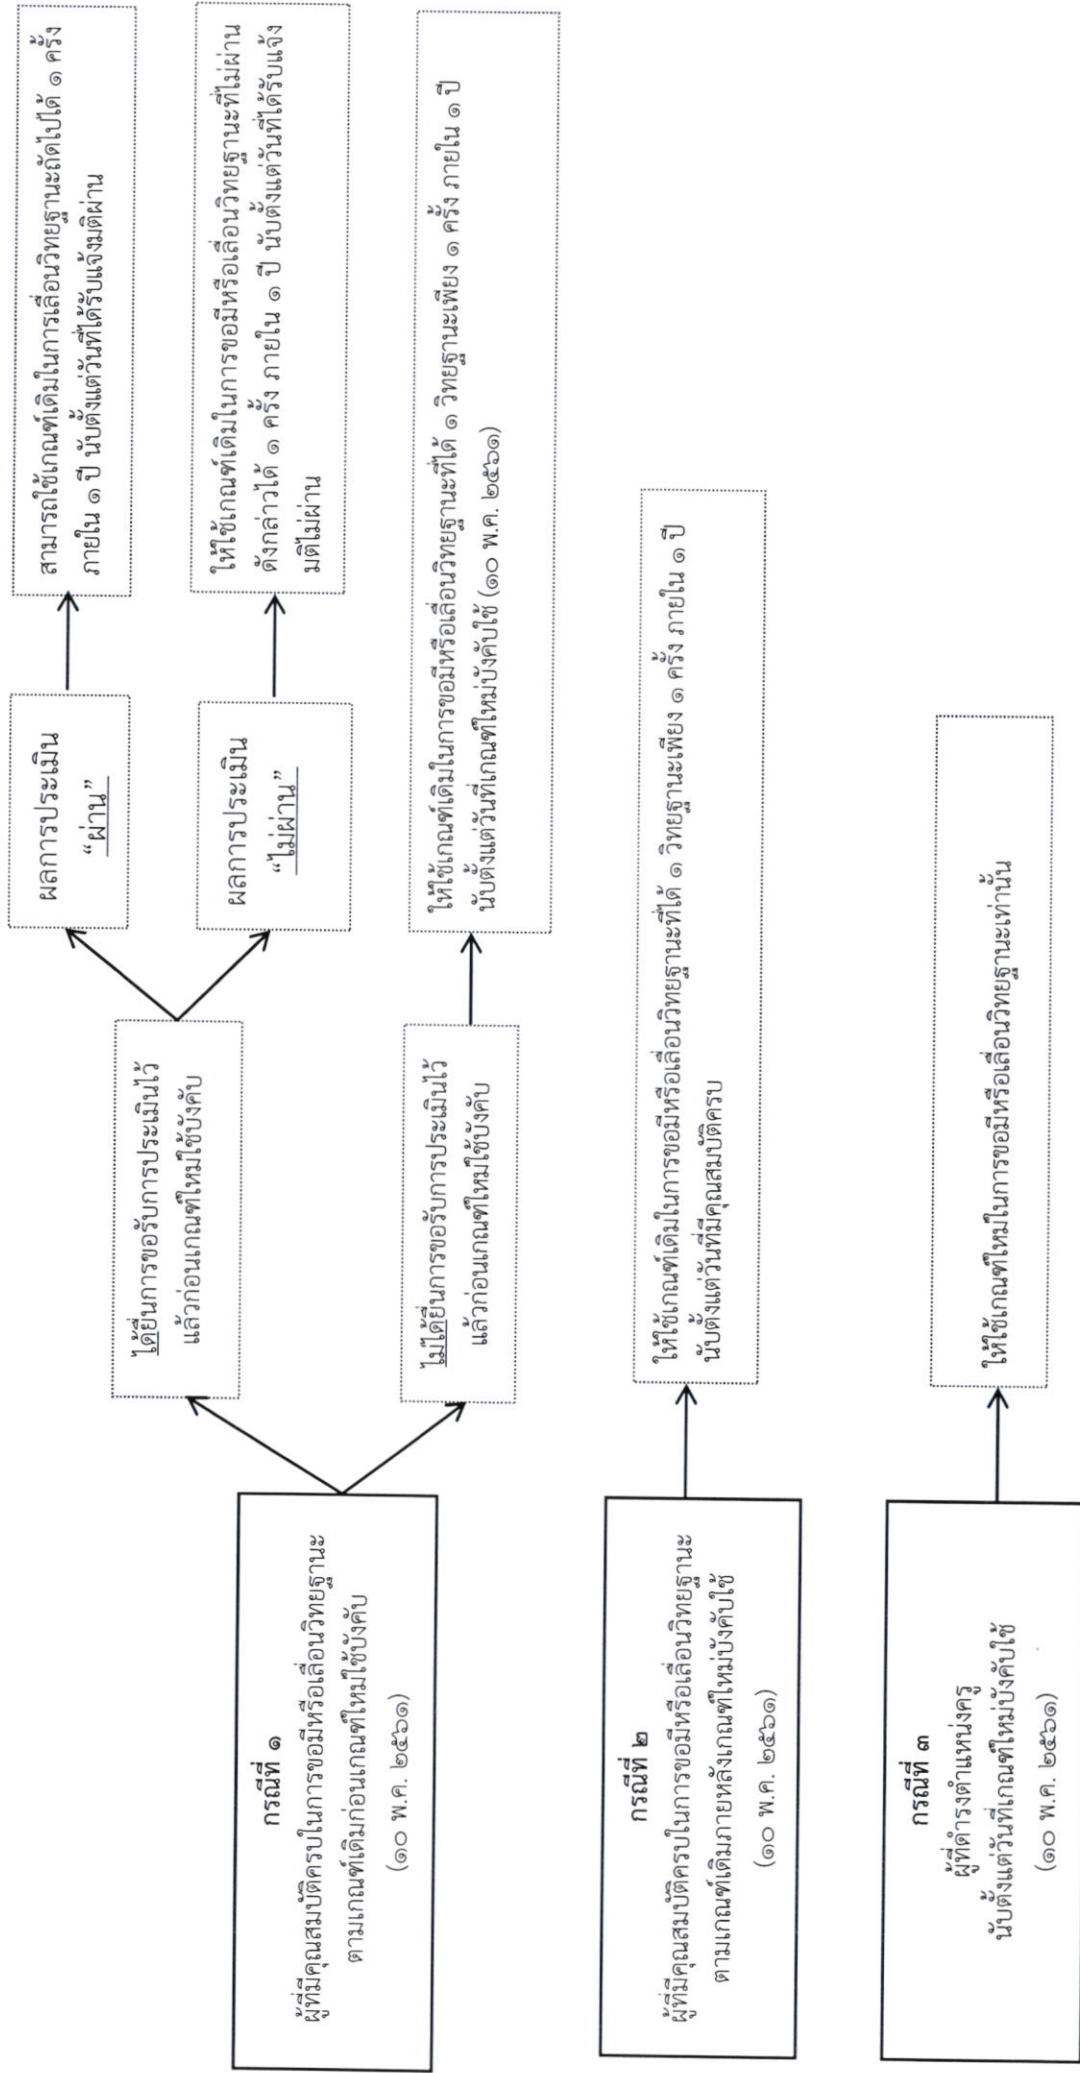 กรณีที่ ๑
ผู้ที่มีคุณสมบัติครบในการขอมีหรือเลื่อนวิทยฐานะ
ตามเกณฑ์เดิมก่อนเกณฑ์ใหม่ใช้บังคับ
(๑๐ พ.ค. ๒๕๖๑)
ได้ยื่นการขอรับการประเมินไว้
แล้วก่อนเกณฑ์ใหม่ใช้บังคับ
ผลการประเมิน
“ผ่าน”
สามารถใช้เกณฑ์เดิมในการเลื่อนวิทยฐานะถัดไปได้ ๑ ครั้ง
ภายใน ๑ ปี นับตั้งแต่วันที่ได้รับแจ้งมติผ่าน
ผลการประเมิน
“ไม่ผ่าน”
ให้ใช้เกณฑ์เดิมในการขอมีหรือเลื่อนวิทยฐานะที่ไม่ผ่าน
ดังกล่าวได้ ๑ ครั้ง ภายใน ๑ ปี นับตั้งแต่วันที่ได้รับแจ้ง
มติไม่ผ่าน
ไม่ได้ยื่นการขอรับการประเมินไว้
แล้วก่อนเกณฑ์ใหม่ใช้บังคับ
ให้ใช้เกณฑ์เดิมในการขอมีหรือเลื่อนวิทยฐานะที่ได้ ๑ วิทยฐานะเพียง ๑ ครั้ง ภายใน ๑ ปี
นับตั้งแต่วันที่เกณฑ์ใหม่บังคับใช้ (๑๐ พ.ค. ๒๕๖๑)
กรณีที่ ๒
ผู้ที่มีคุณสมบัติครบในการขอมีหรือเลื่อนวิทยฐานะ
ตามเกณฑ์เดิมภายหลังเกณฑ์ใหม่บังคับใช้
(๑๐ พ.ค. ๒๕๖๑)
ให้ใช้เกณฑ์เดิมในการขอมีหรือเลื่อนวิทยฐานะที่ได้ ๑ วิทยฐานะเพียง ๑ ครั้ง ภายใน ๑ ปี
นับตั้งแต่วันที่มีคุณสมบัติครบ
กรณีที่ ๓
ผู้ที่ดำรงตำแหน่งครู
นับตั้งแต่วันที่เกณฑ์ใหม่บังคับใช้
(๑๐ พ.ค. ๒๕๖๑)
ให้ใช้เกณฑ์ใหม่ในการขอมีหรือเลื่อนวิทยฐานะเท่านั้น